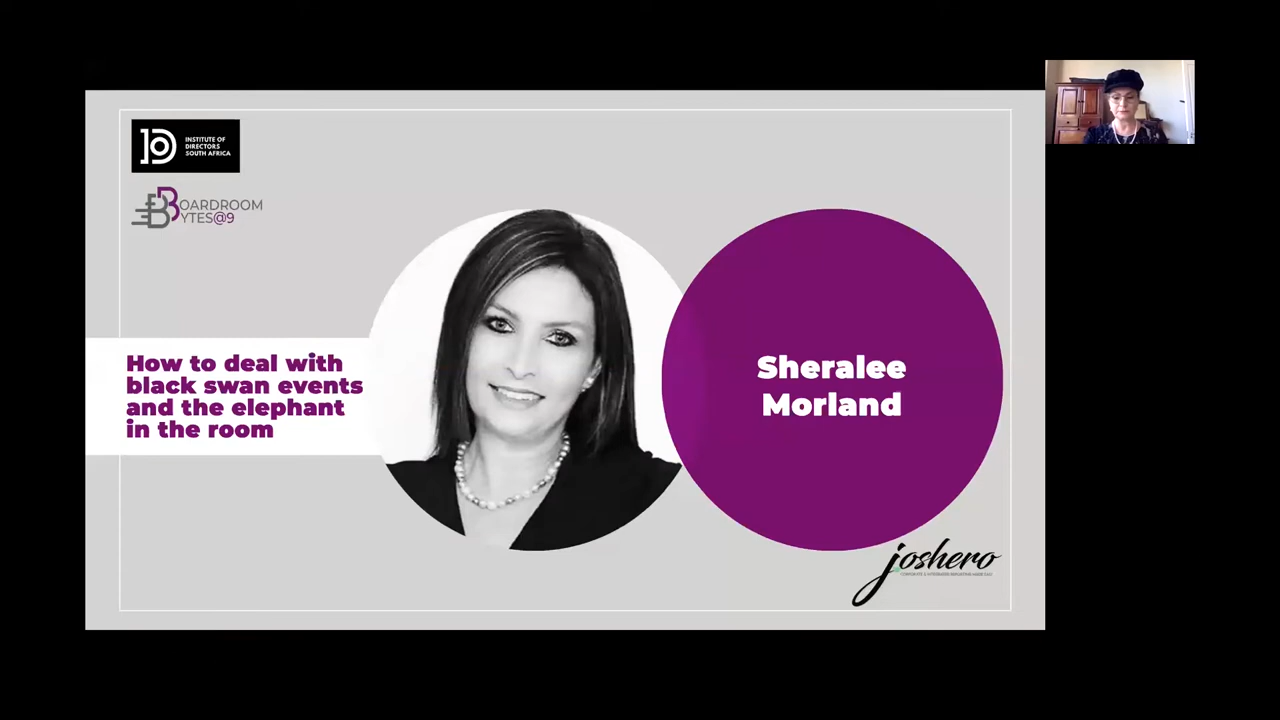 INSTITUTE OF
DIRECTORS
SOUTH AFRICA
BOARDROOM
BYTES@9
How to deal with
black swan events
and the elephant
in the room
Sheralee
Morland
joshero